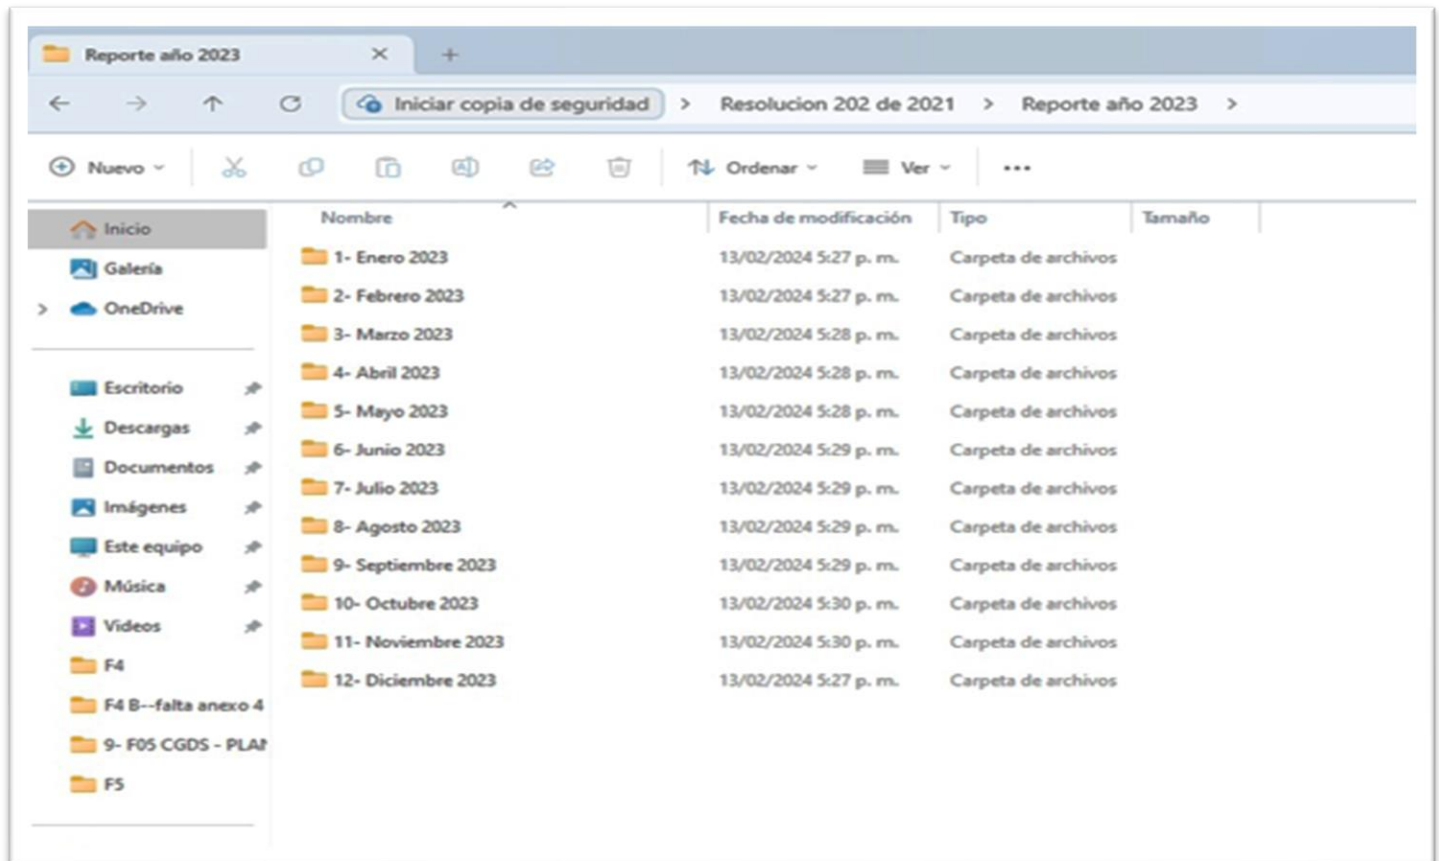 Reporte año 2023
Iniciar copia de seguridad > Resolucion 202 de 2021 > Reporte año 2023 >
Nuevo Ordenar Ver ...
Nombre Fecha de modificación Tipo Tamaño
Inicio
Galería
OneDrive
Escritorio
Descargas
Documentos
Imágenes
Este equipo
Música
Videos
F4
F4 B--falta anexo 4
9- F05 CGDS - PLAN
F5
1- Enero 2023 13/02/2024 5:27 p. m. Carpeta de archivos
2- Febrero 2023 13/02/2024 5:27 p. m. Carpeta de archivos
3- Marzo 2023 13/02/2024 5:28 p. m. Carpeta de archivos
4- Abril 2023 13/02/2024 5:28 p. m. Carpeta de archivos
5- Mayo 2023 13/02/2024 5:28 p. m. Carpeta de archivos
6- Junio 2023 13/02/2024 5:29 p. m. Carpeta de archivos
7- Julio 2023 13/02/2024 5:29 p. m. Carpeta de archivos
8- Agosto 2023 13/02/2024 5:29 p. m. Carpeta de archivos
9- Septiembre 2023 13/02/2024 5:29 p. m. Carpeta de archivos
10- Octubre 2023 13/02/2024 5:30 p. m. Carpeta de archivos
11- Noviembre 2023 13/02/2024 5:30 p. m. Carpeta de archivos
12- Diciembre 2023 13/02/2024 5:27 p. m. Carpeta de archivos